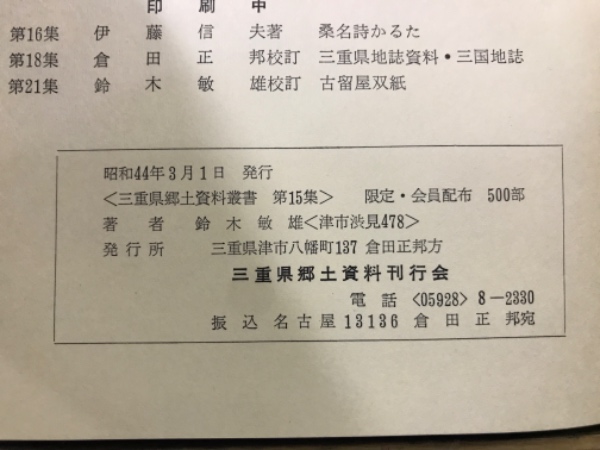 印刷中
第16集 伊藤信夫著 桑名詩かるた
第18集 倉田正邦校訂 三重県地誌資料・三国地誌
第21集 鈴木敏雄校訂 古留屋双紙
昭和44年3月1日 発行
<三重県郷土資料叢書 第15集> 限定・会員配布 500部
著者 鈴木敏雄<津市渋見478>
発行所 三重県津市八幡町137 倉田正邦方
三重県郷土資料刊行会
電話 <05928> 8-2330
振込名古屋13136 倉田正邦宛